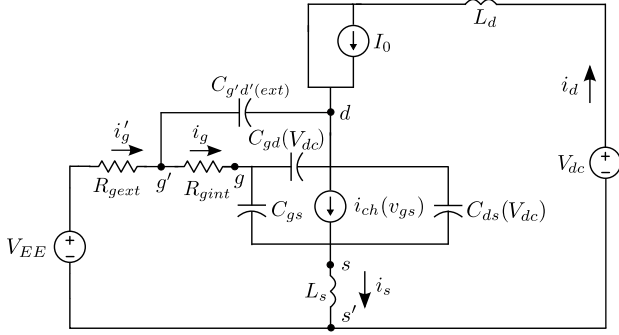 L_d
I_0
C_{g'd'(ext)}
d
i_d
i'_g
i_g
C_{gd}(V_{dc})
V_{dc}
R_{gext}
g'
R_{gint}
g
C_{gs}
i_{ch}(v_{gs})
C_{ds}(V_{dc})
V_{EE}
s
L_s
i_s
s'